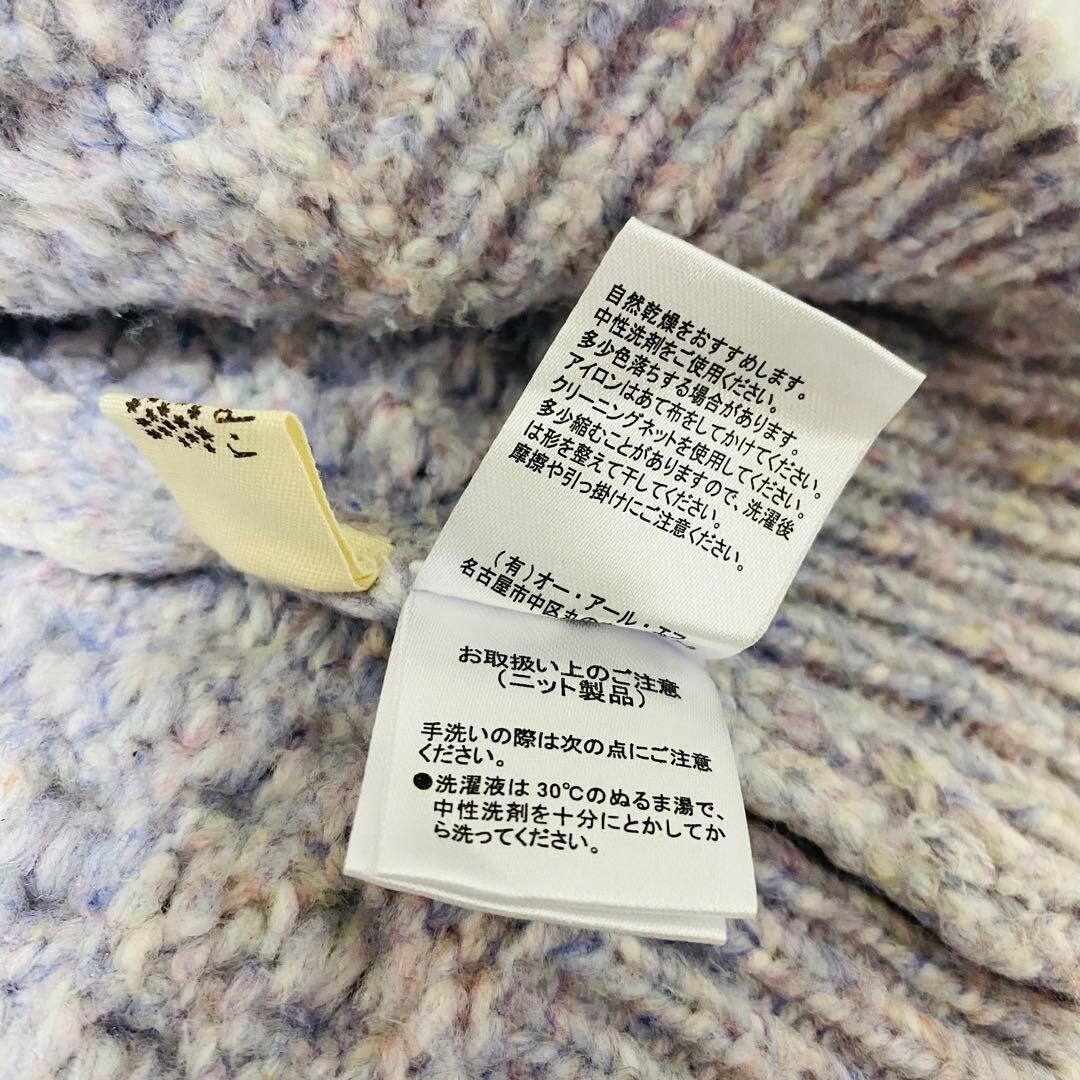 自然乾燥をおすすめします。
中性洗剤をご使用ください。
多少色落ちする場合があります。
アイロンはあて布をしてかけてください。
クリーニングネットを使用してください。
多少縮むことがありますので、洗濯後
は形を整えて干してください。
摩擦や引っ掛けにご注意ください。
(有)オー・アール・エス
名古屋市中区丸の
お取扱い上のご注意
(ニット製品)
手洗いの際は次の点にご注意
ください。
●洗濯液は30℃のぬるま湯で、
中性洗剤を十分にとかしてか
ら洗ってください。